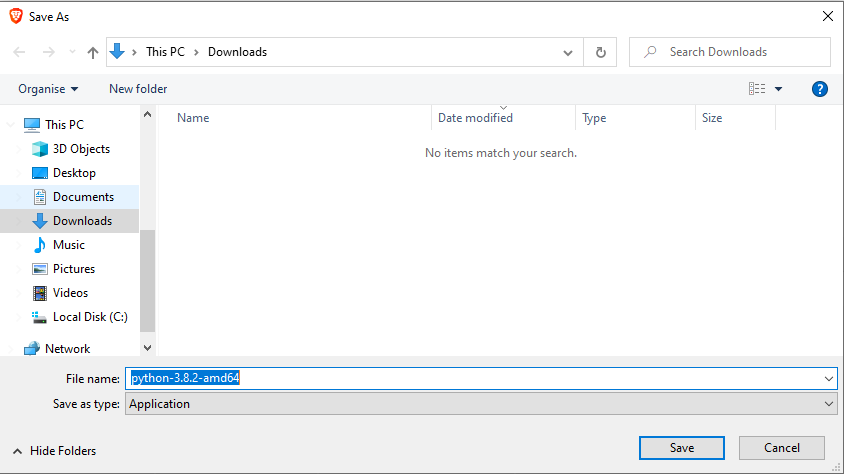 Save As
This PC > Downloads
Search Downloads
Organise
New folder
?
Name
Date modified
Type
Size
No items match your search.
This PC
3D Objects
Desktop
Documents
Downloads
Music
Pictures
Videos
Local Disk (C:)
Network
File name: python-3.8.2-amd64
Save as type: Application
Hide Folders
Save
Cancel